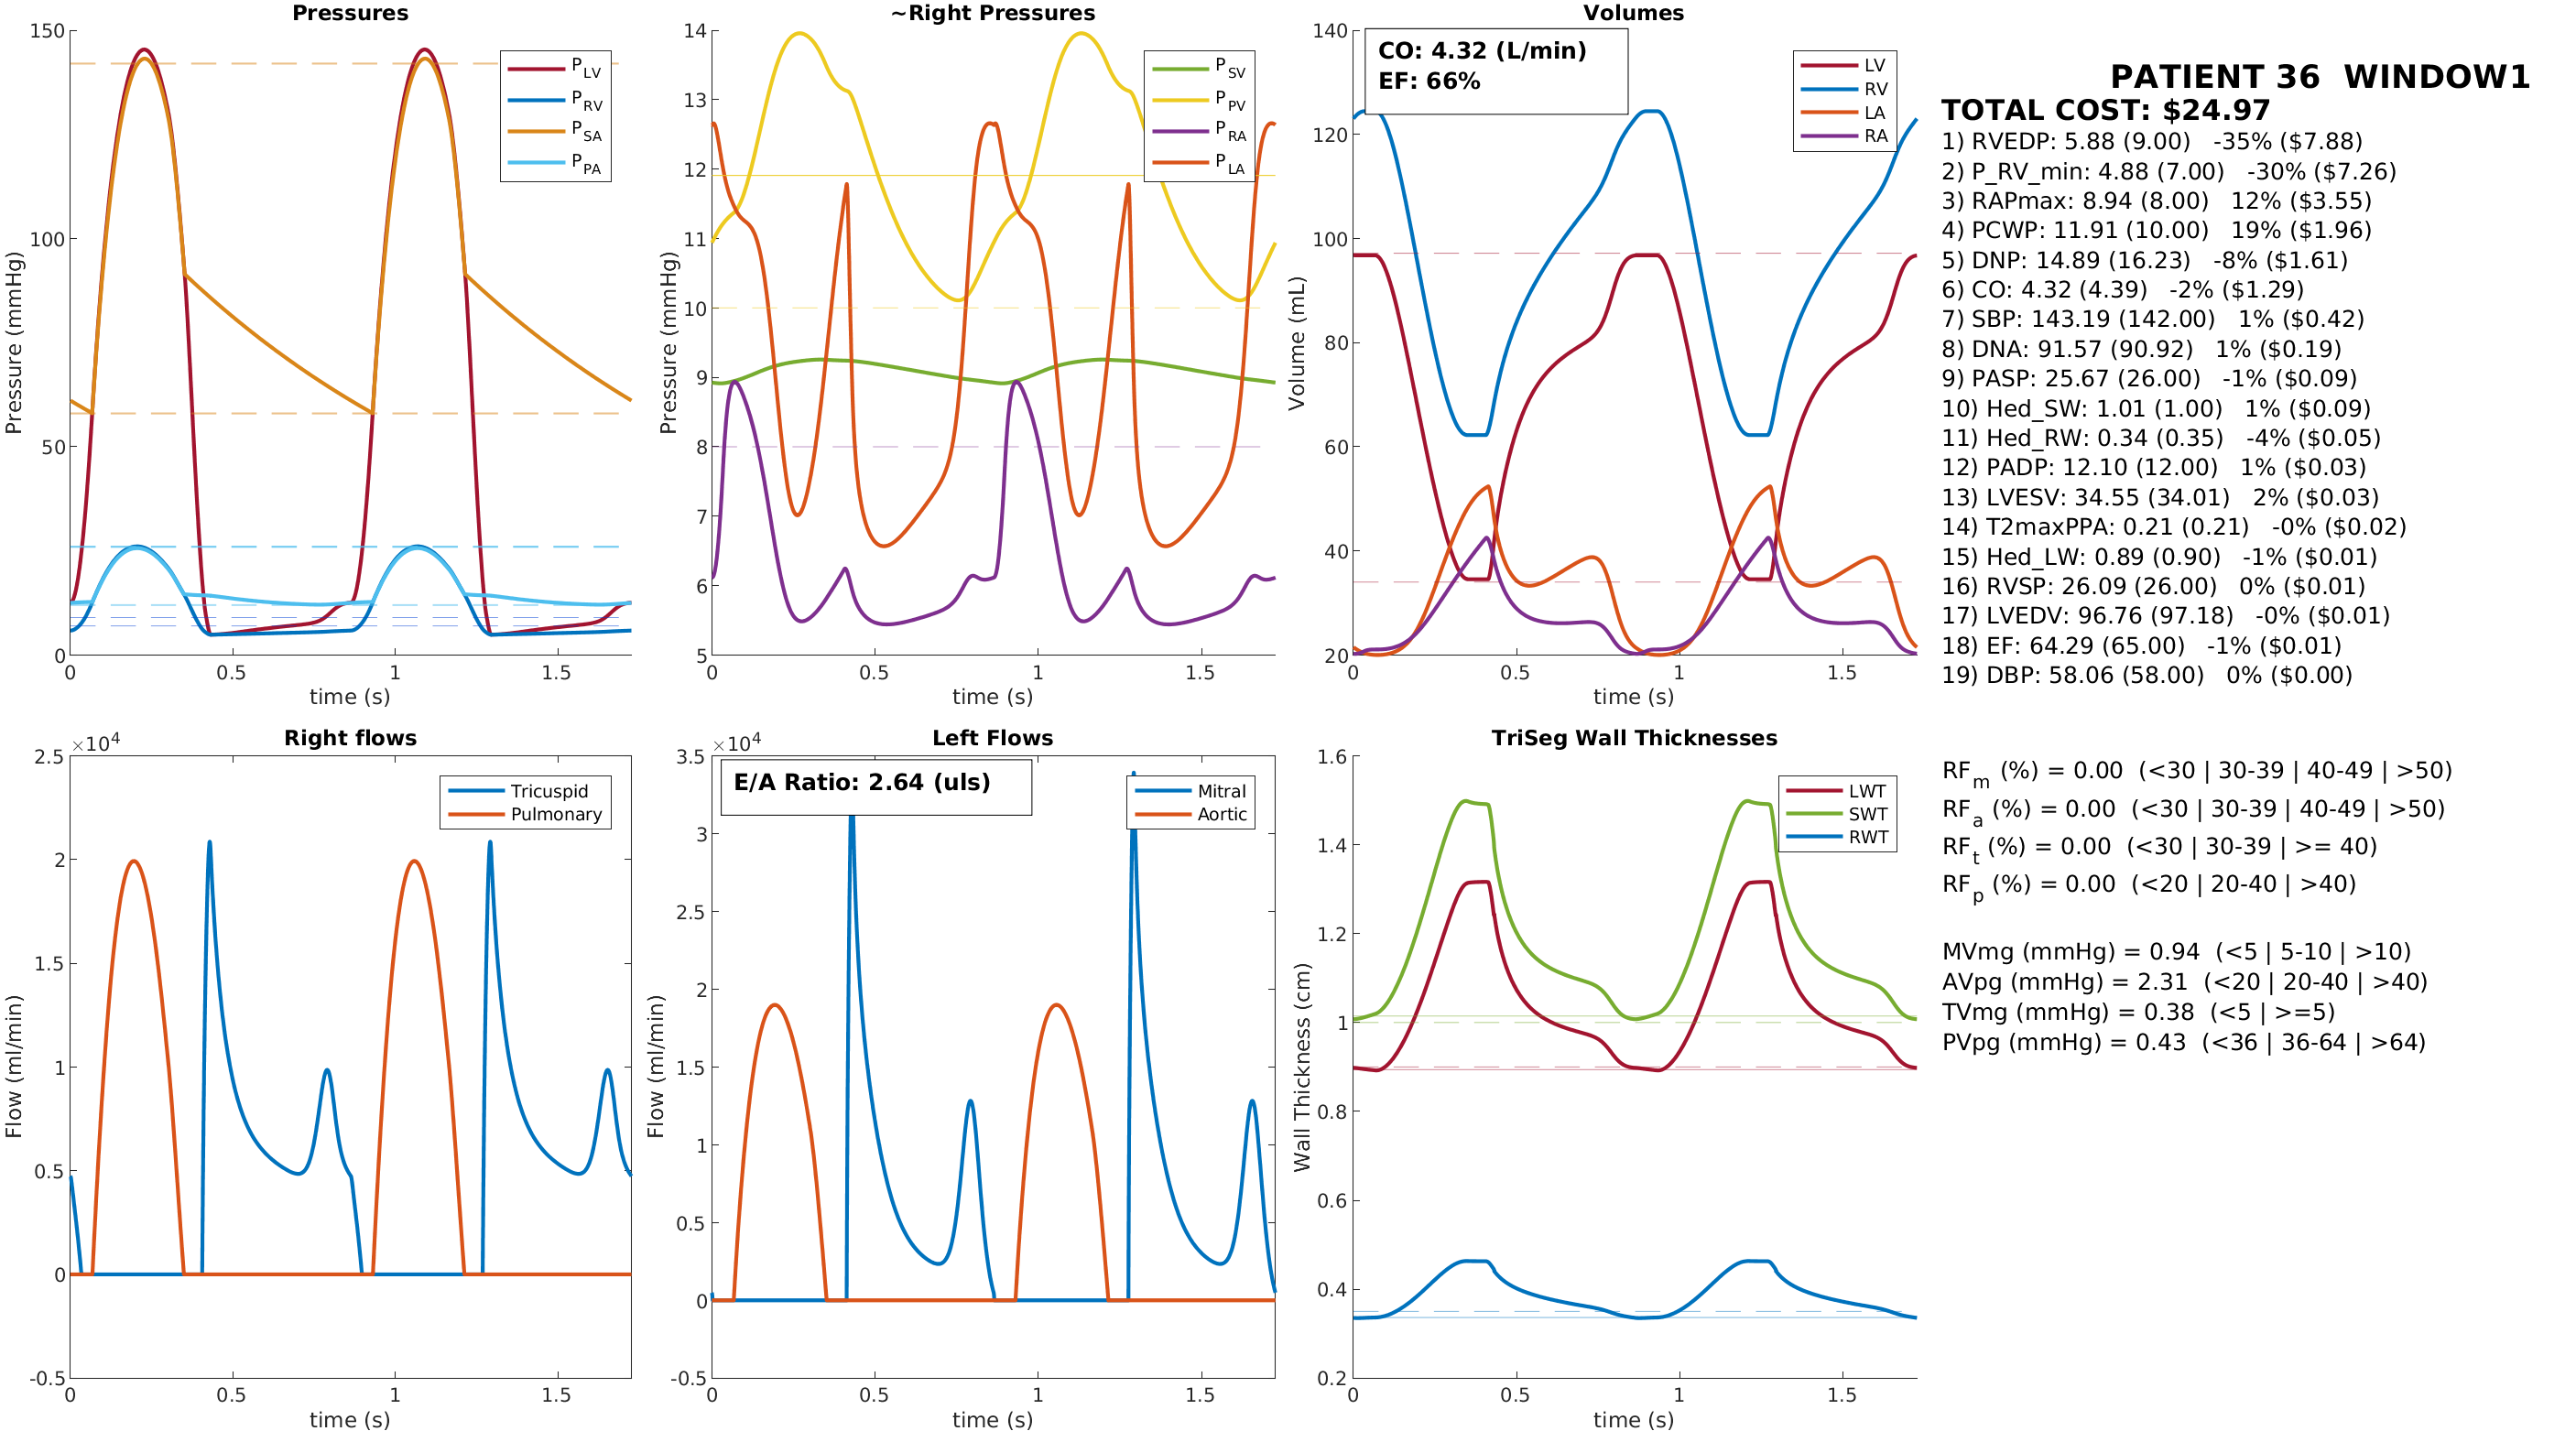 Pressures
150
100
50
0
0
0.5
1
1.5
time (s)
Pressure (mmHg)
P_LV
P_RV
P_SA
P_PA
~Right Pressures
14
13
12
11
10
9
8
7
6
5
0
0.5
1
1.5
time (s)
Pressure (mmHg)
P_SV
P_PV
P_RA
P_LA
Volumes
140
120
100
80
60
40
20
0
0.5
1
1.5
time (s)
Volume (mL)
CO: 4.32 (L/min)
EF: 66%
LV
RV
LA
RA
PATIENT 36 WINDOW1
TOTAL COST: $24.97
1) RVEDP: 5.88 (9.00) -35% ($7.88)
2) P_RV_min: 4.88 (7.00) -30% ($7.26)
3) RAPmax: 8.94 (8.00) 12% ($3.55)
4) PCWP: 11.91 (10.00) 19% ($1.96)
5) DNP: 14.89 (16.23) -8% ($1.61)
6) CO: 4.32 (4.39) -2% ($1.29)
7) SBP: 143.19 (142.00) 1% ($0.42)
8) DNA: 91.57 (90.92) 1% ($0.19)
9) PASP: 25.67 (26.00) -1% ($0.09)
10) Hed_SW: 1.01 (1.00) 1% ($0.09)
11) Hed_RW: 0.34 (0.35) -4% ($0.05)
12) PADP: 12.10 (12.00) 1% ($0.03)
13) LVESV: 34.55 (34.01) 2% ($0.03)
14) T2maxPPA: 0.21 (0.21) -0% ($0.02)
15) Hed_LW: 0.89 (0.90) -1% ($0.01)
16) RVSP: 26.09 (26.00) 0% ($0.01)
17) LVEDV: 96.76 (97.18) -0% ($0.01)
18) EF: 64.29 (65.00) -1% ($0.01)
19) DBP: 58.06 (58.00) 0% ($0.00)
Right flows
×10^4
2.5
2
1.5
1
0.5
0
-0.5
0
0.5
1
1.5
time (s)
Flow (ml/min)
Tricuspid
Pulmonary
Left Flows
×10^4
3.5
3
2.5
2
1.5
1
0.5
0
-0.5
0
0.5
1
1.5
time (s)
Flow (ml/min)
E/A Ratio: 2.64 (uls)
Mitral
Aortic
TriSeg Wall Thicknesses
1.6
1.4
1.2
1
0.8
0.6
0.4
0.2
0
0.5
1
1.5
time (s)
Wall Thickness (cm)
LWT
SWT
RWT
RF_m (%) = 0.00 (<30 | 30-39 | 40-49 | >50)
RF_a (%) = 0.00 (<30 | 30-39 | 40-49 | >50)
RF_t (%) = 0.00 (<30 | 30-39 | >= 40)
RF_p (%) = 0.00 (<20 | 20-40 | >40)
MVmg (mmHg) = 0.94 (<5 | 5-10 | >10)
AVpg (mmHg) = 2.31 (<20 | 20-40 | >40)
TVmg (mmHg) = 0.38 (<5 | >=5)
PVpg (mmHg) = 0.43 (<36 | 36-64 | >64)